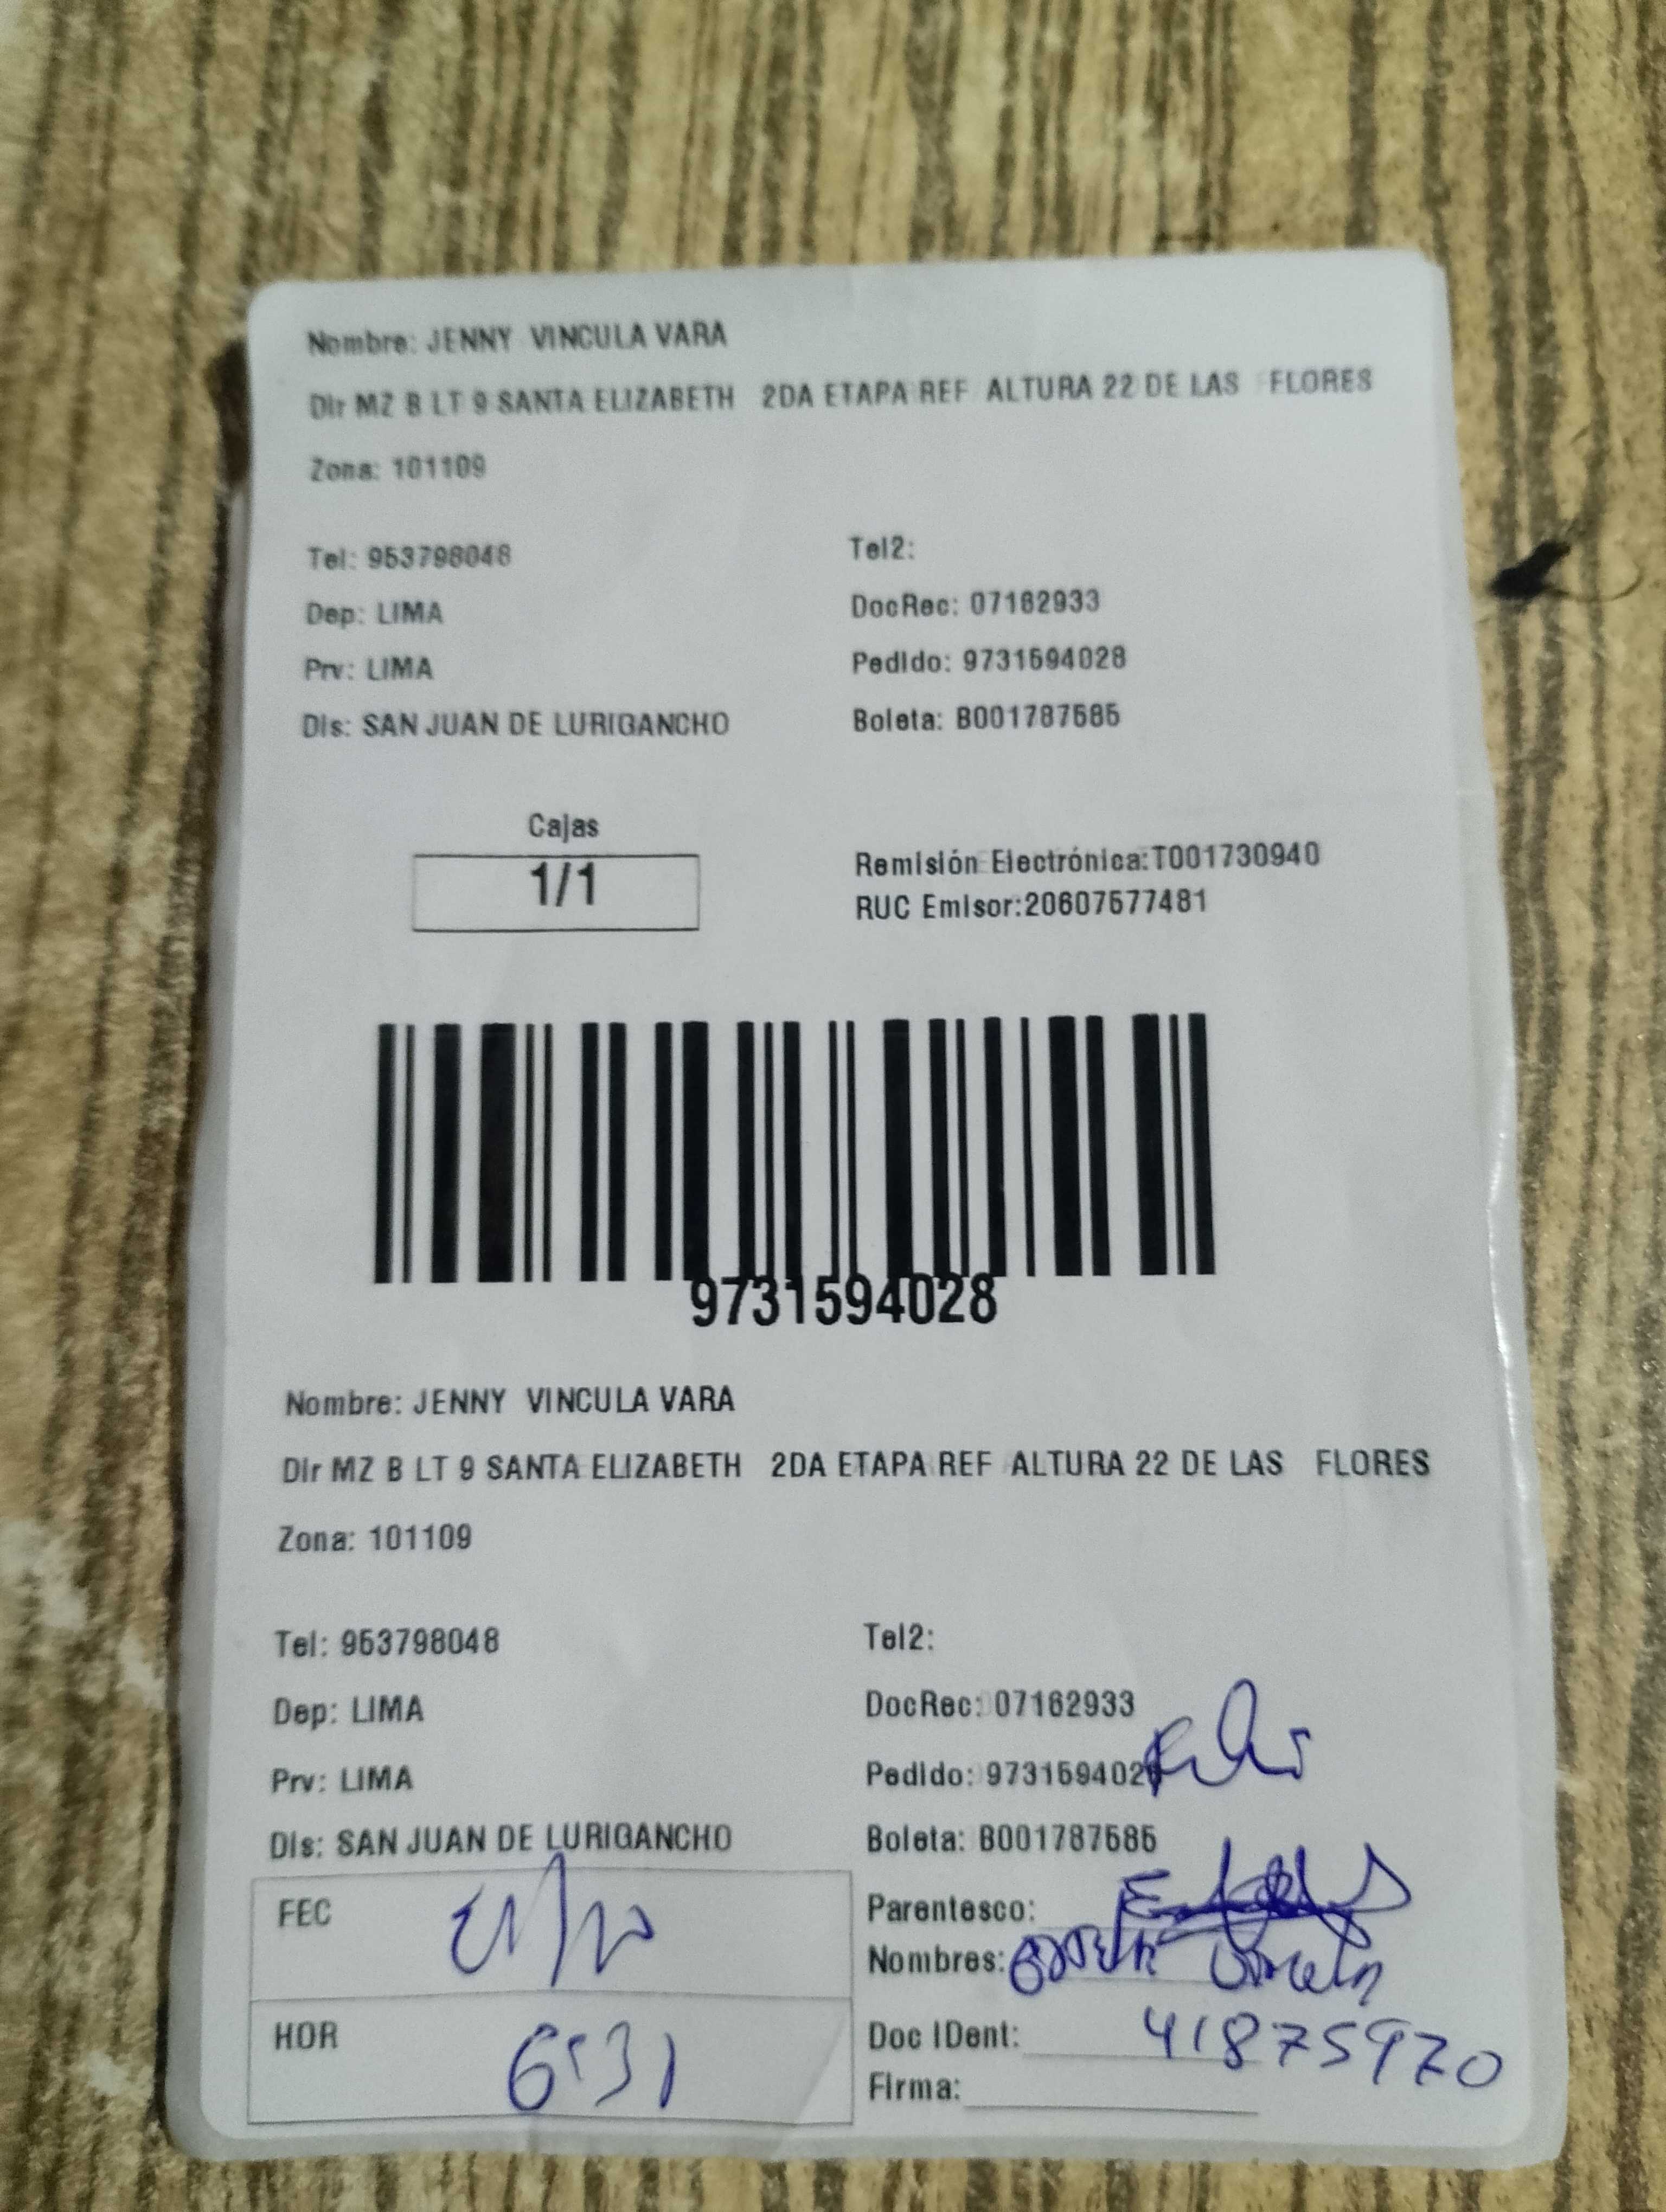 Nombre: JENNY VINCULA VARA
Dir MZ B LT 9 SANTA ELIZABETH 2DA ETAPA REF ALTURA 22 DE LAS FLORES
Zona: 101109
Tel: 953798048
Tel2:
Dep: LIMA
DocRec: 07162933
Prv: LIMA
Pedido: 9731594028
Dis: SAN JUAN DE LURIGANCHO
Boleta: B001787585
Cajas
1/1
Remisión Electrónica:T001730940
RUC Emisor:20607577481
9731594028
Nombre: JENNY VINCULA VARA
Dir MZ B LT 9 SANTA ELIZABETH 2DA ETAPA REF ALTURA 22 DE LAS FLORES
Zona: 101109
Tel: 953798048
Tel2:
Dep: LIMA
DocRec: 07162933
Prv: LIMA
Pedido: 9731594028
Dis: SAN JUAN DE LURIGANCHO
Boleta: B001787585
FEC
Parentesco:
Nombres:
HOR 6:31
Doc IDent: 41875970
Firma: